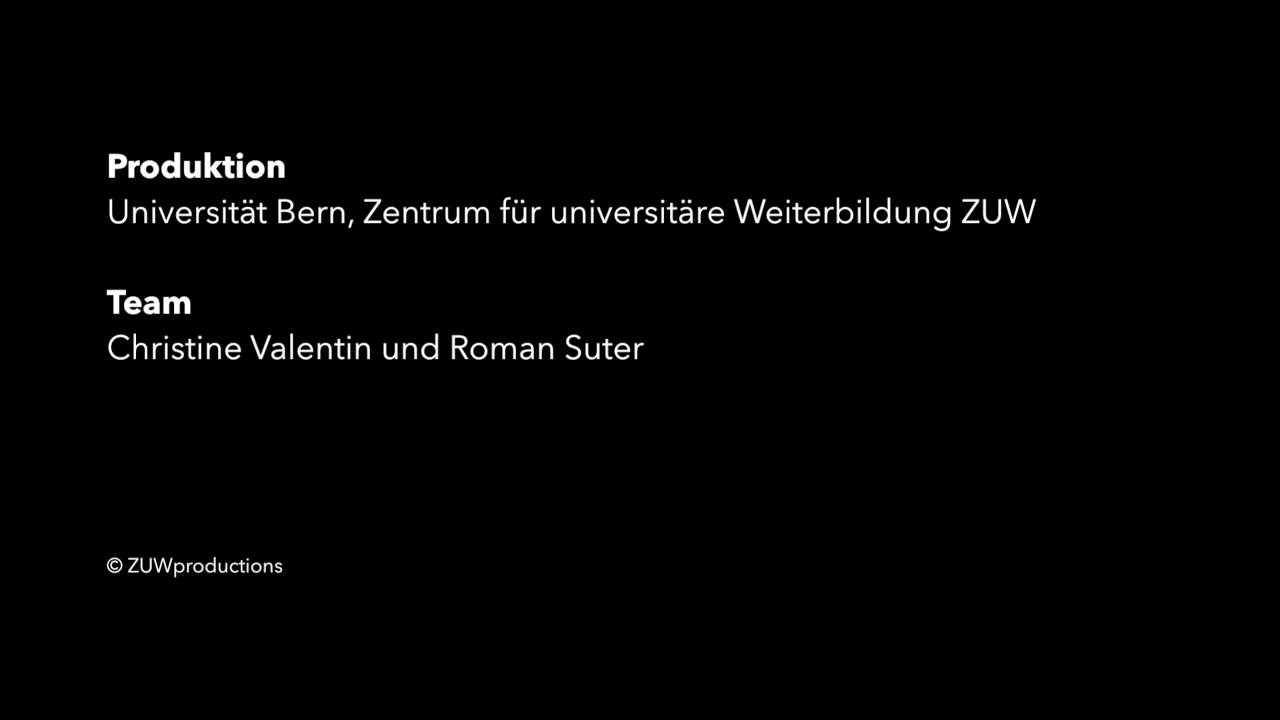 Produktion
Universität Bern, Zentrum für universitäre Weiterbildung ZUW
Team
Christine Valentin und Roman Suter
© ZUWproductions